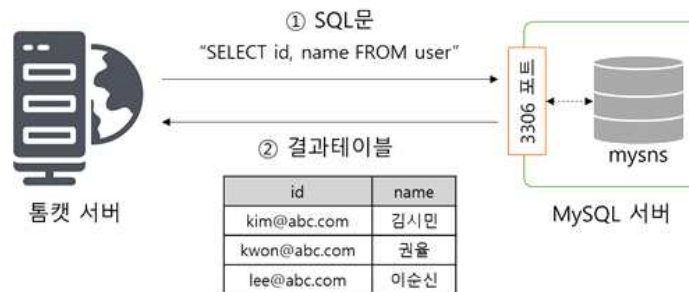 ① SQL문
“SELECT id, name FROM user”
3306 포트
mysns
② 결과테이블
톰캣 서버
MySQL 서버
id name
kim@abc.com 김시민
kwon@abc.com 권율
lee@abc.com 이순신